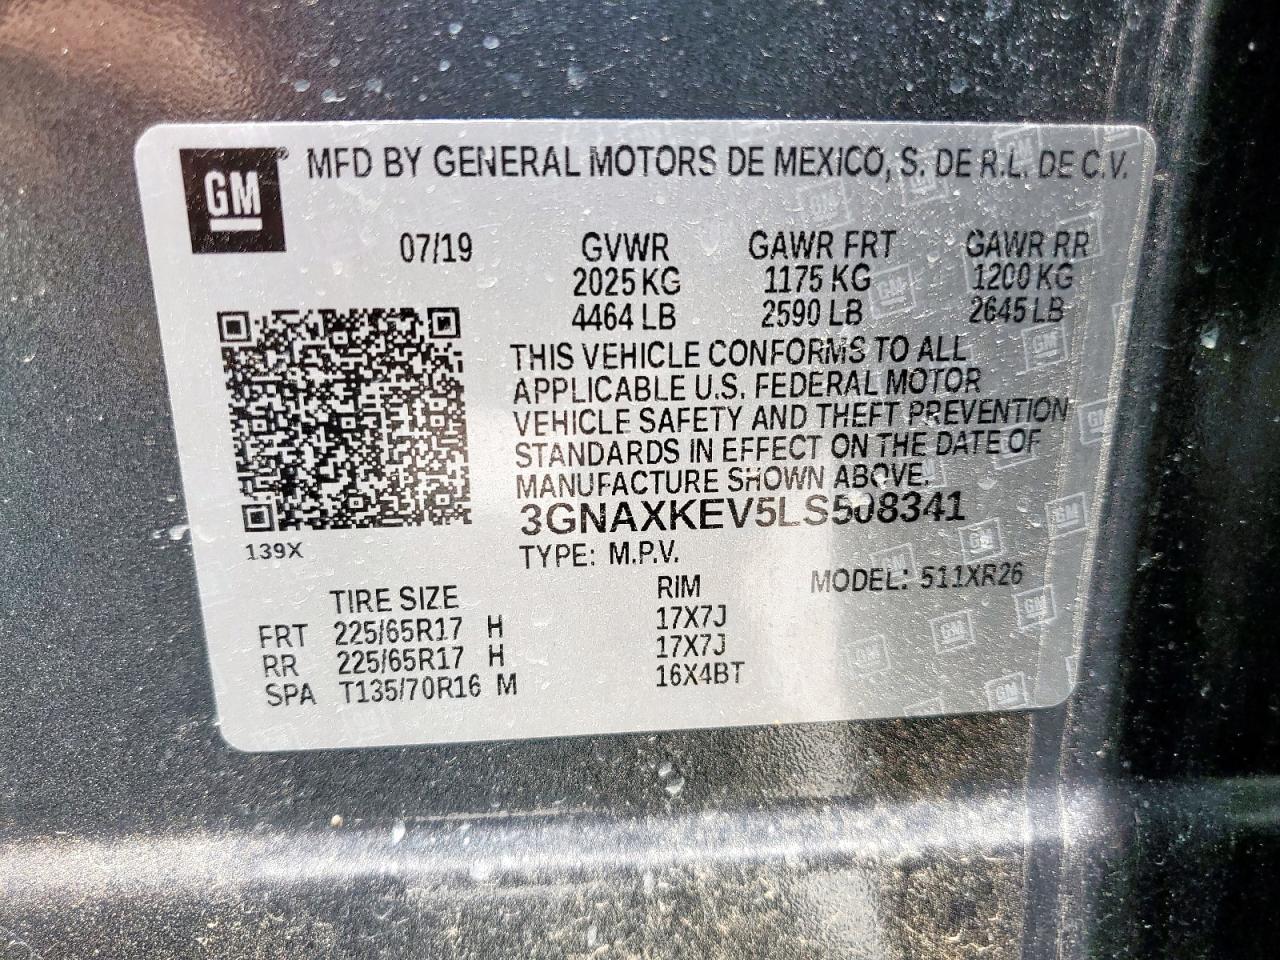 GM® MFD BY GENERAL MOTORS DE MEXICO, S. DE R.L. DE C.V.
07/19 GVWR GAWR FRT GAWR RR
2025 KG 1175 KG 1200 KG
4464 LB 2590 LB 2645 LB
THIS VEHICLE CONFORMS TO ALL
APPLICABLE U.S. FEDERAL MOTOR
VEHICLE SAFETY AND THEFT PREVENTION
STANDARDS IN EFFECT ON THE DATE OF
MANUFACTURE SHOWN ABOVE.
3GNAXKEV5LS508341
139X TYPE: M.P.V.
MODEL: 511XR26
TIRE SIZE RIM
FRT 225/65R17 H 17X7J
RR 225/65R17 H 17X7J
SPA T135/70R16 M 16X4BT